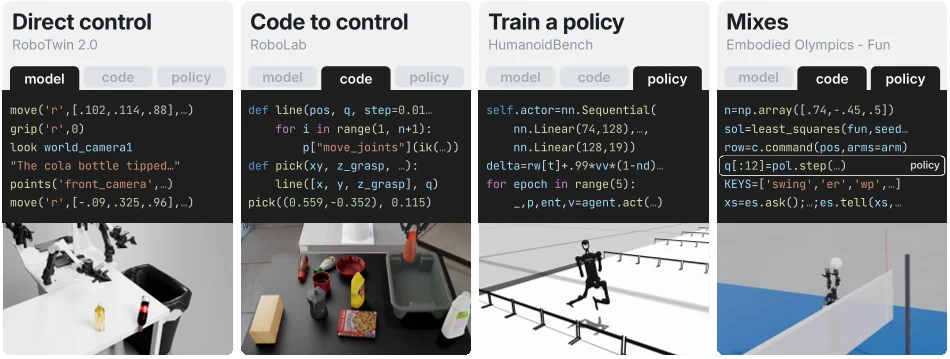 Direct control
RoboTwin 2.0
model code policy
move('r',[.102,.114,.88],…)
grip('r',0)
look world_camera1
"The cola bottle tipped…"
points('front_camera',…)
move('r',[-.09,.325,.96],…)
Code to control
RoboLab
model code policy
def line(pos, q, step=0.01…
for i in range(1, n+1):
p["move_joints"](ik(…))
def pick(xy, z_grasp, …):
line([x, y, z_grasp], q)
pick((0.559,-0.352), 0.115)
Train a policy
HumanoidBench
model code policy
self.actor=nn.Sequential(
nn.Linear(74,128),…,
nn.Linear(128,19))
delta=rw[t]+.99*vv*(1-nd)…
for epoch in range(5):
_,p,ent,v=agent.act(…)
Mixes
Embodied Olympics - Fun
model code policy
n=np.array([.74,-.45,.5])
sol=least_squares(fun,seed…
row=c.command(pos,arms=arm)
q[:12]=pol.step(…) policy
KEYS=['swing','er','wp',…]
xs=es.ask();…;es.tell(xs,…